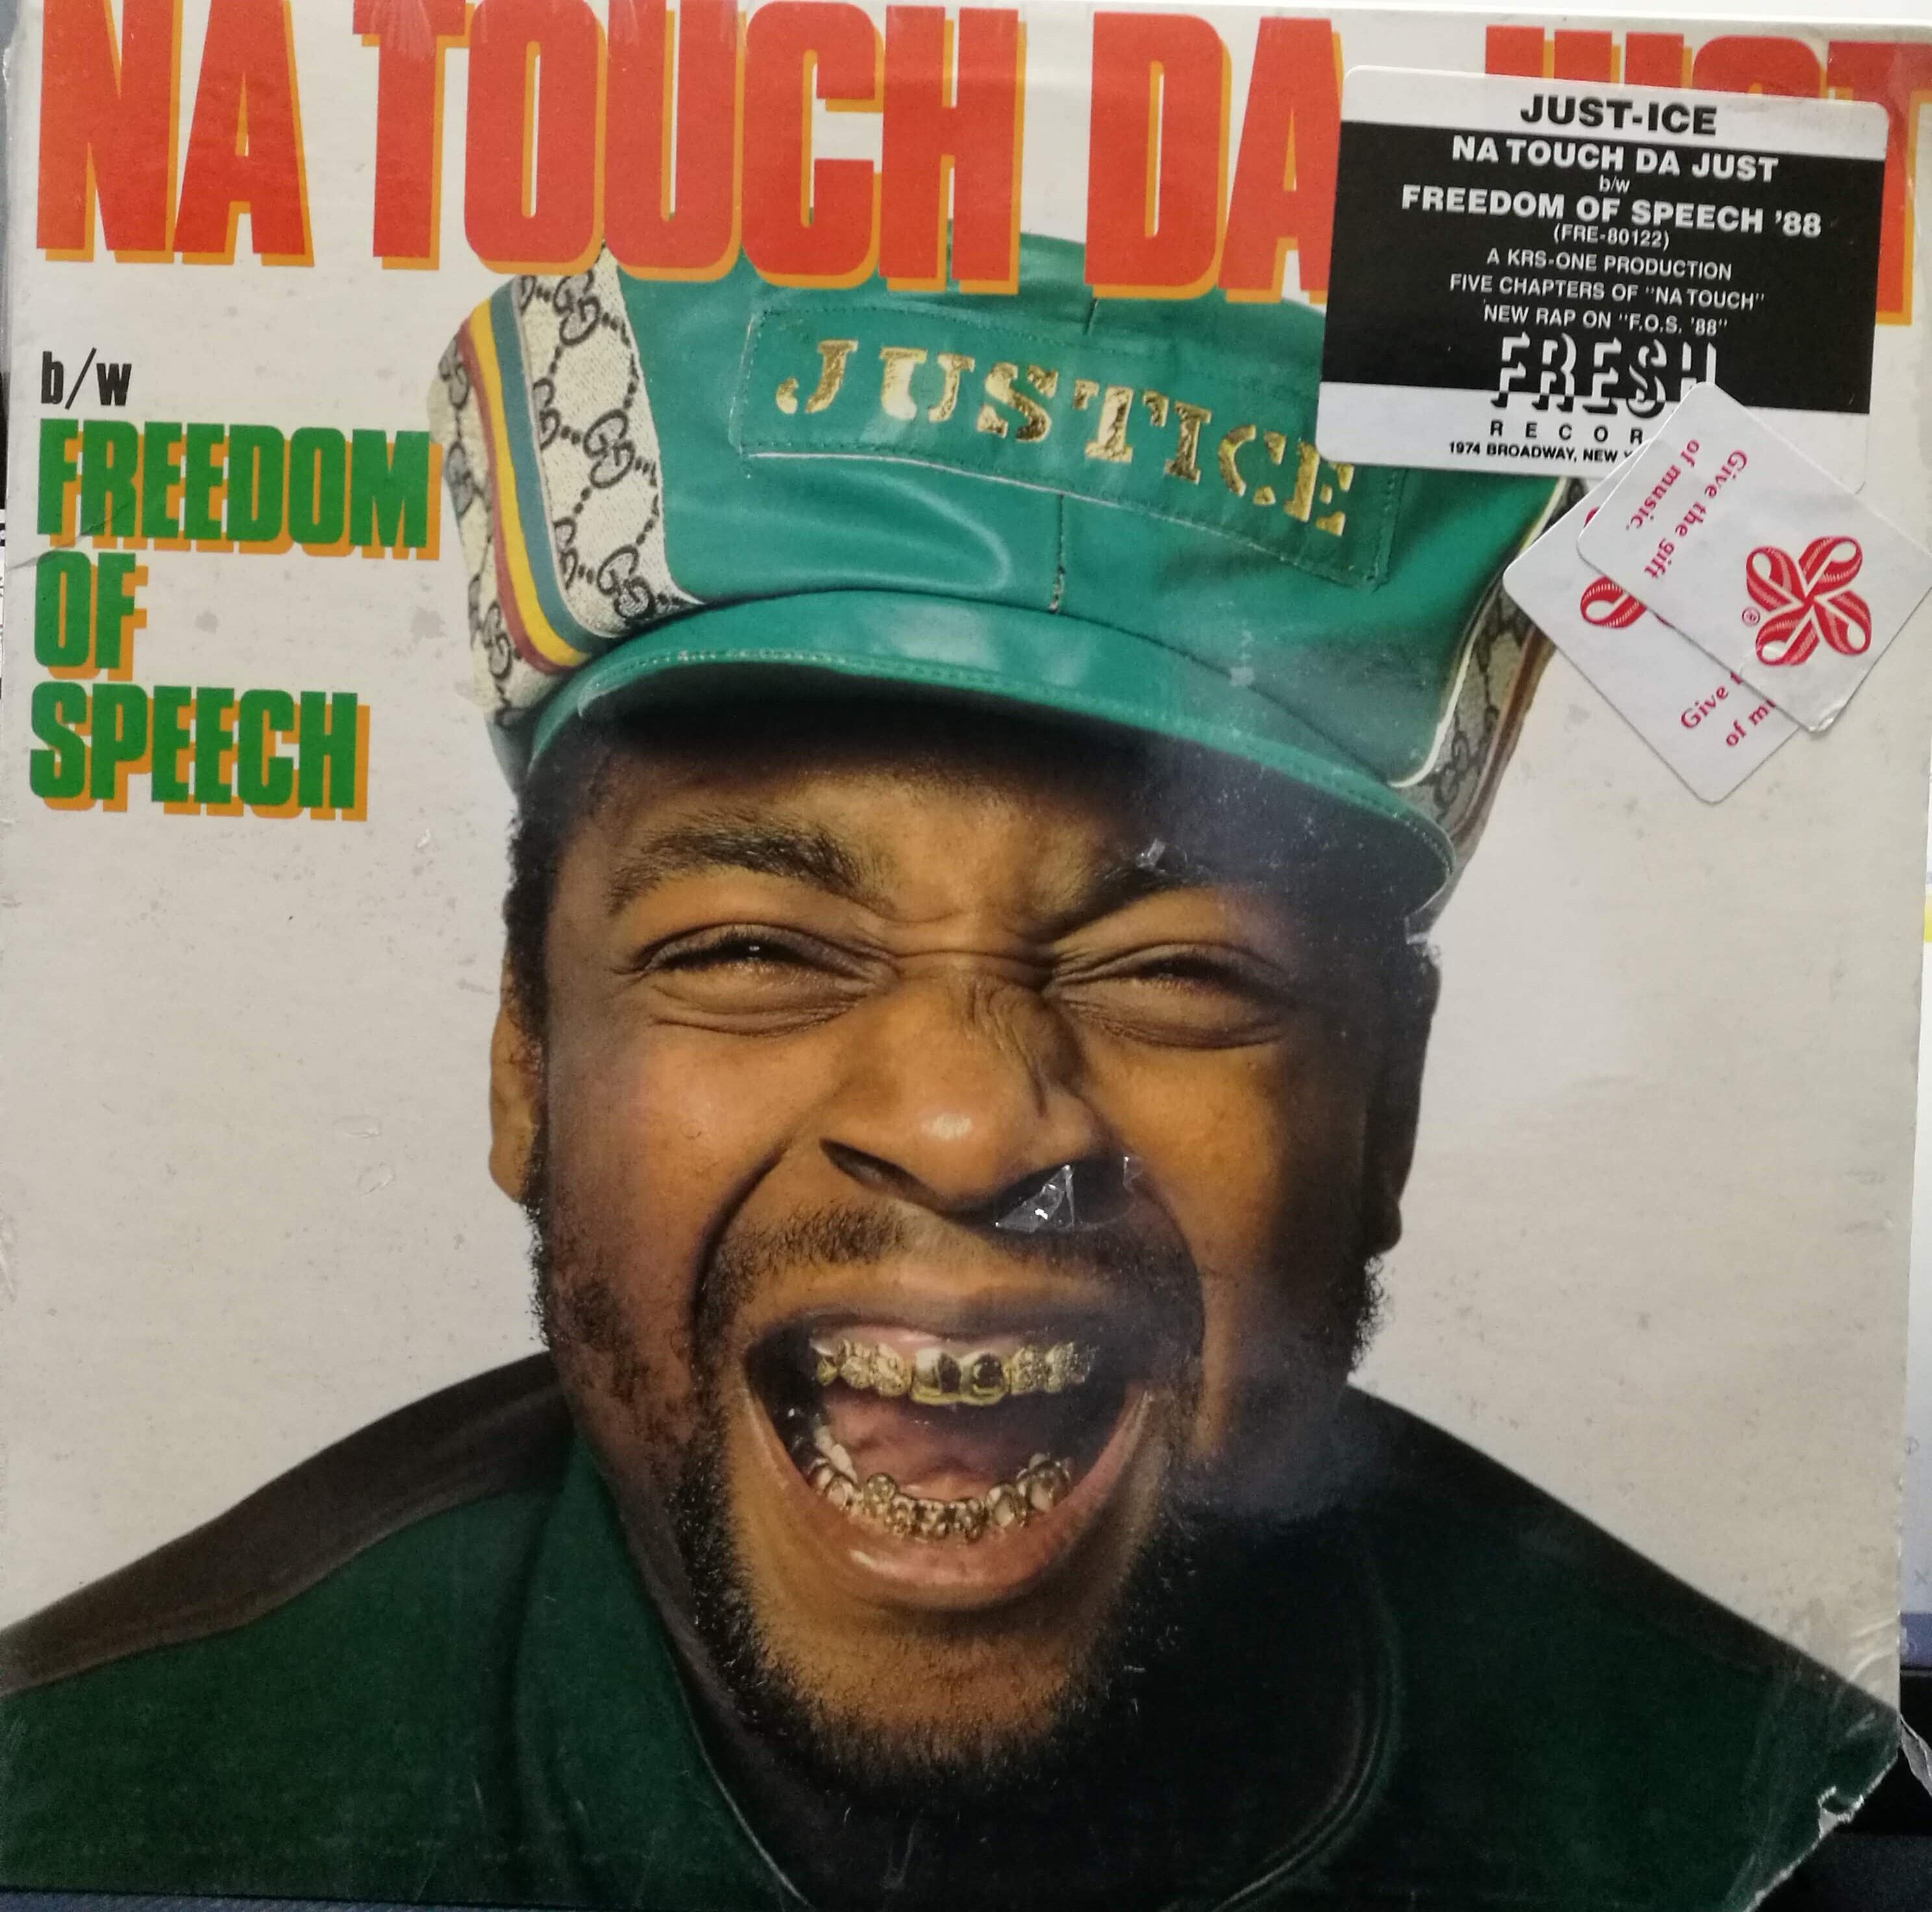 NA TOUCH DA JUST
b/w
FREEDOM
OF
SPEECH
JUSTICE
JUST-ICE
NA TOUCH DA JUST
b/w
FREEDOM OF SPEECH '88
(FRE-80122)
A KRS-ONE PRODUCTION
FIVE CHAPTERS OF "NA TOUCH"
NEW RAP ON "F.O.S. '88"
FRESH
RECOR
1974 BROADWAY, NEW
Give the gift
of music.
®
Give
of